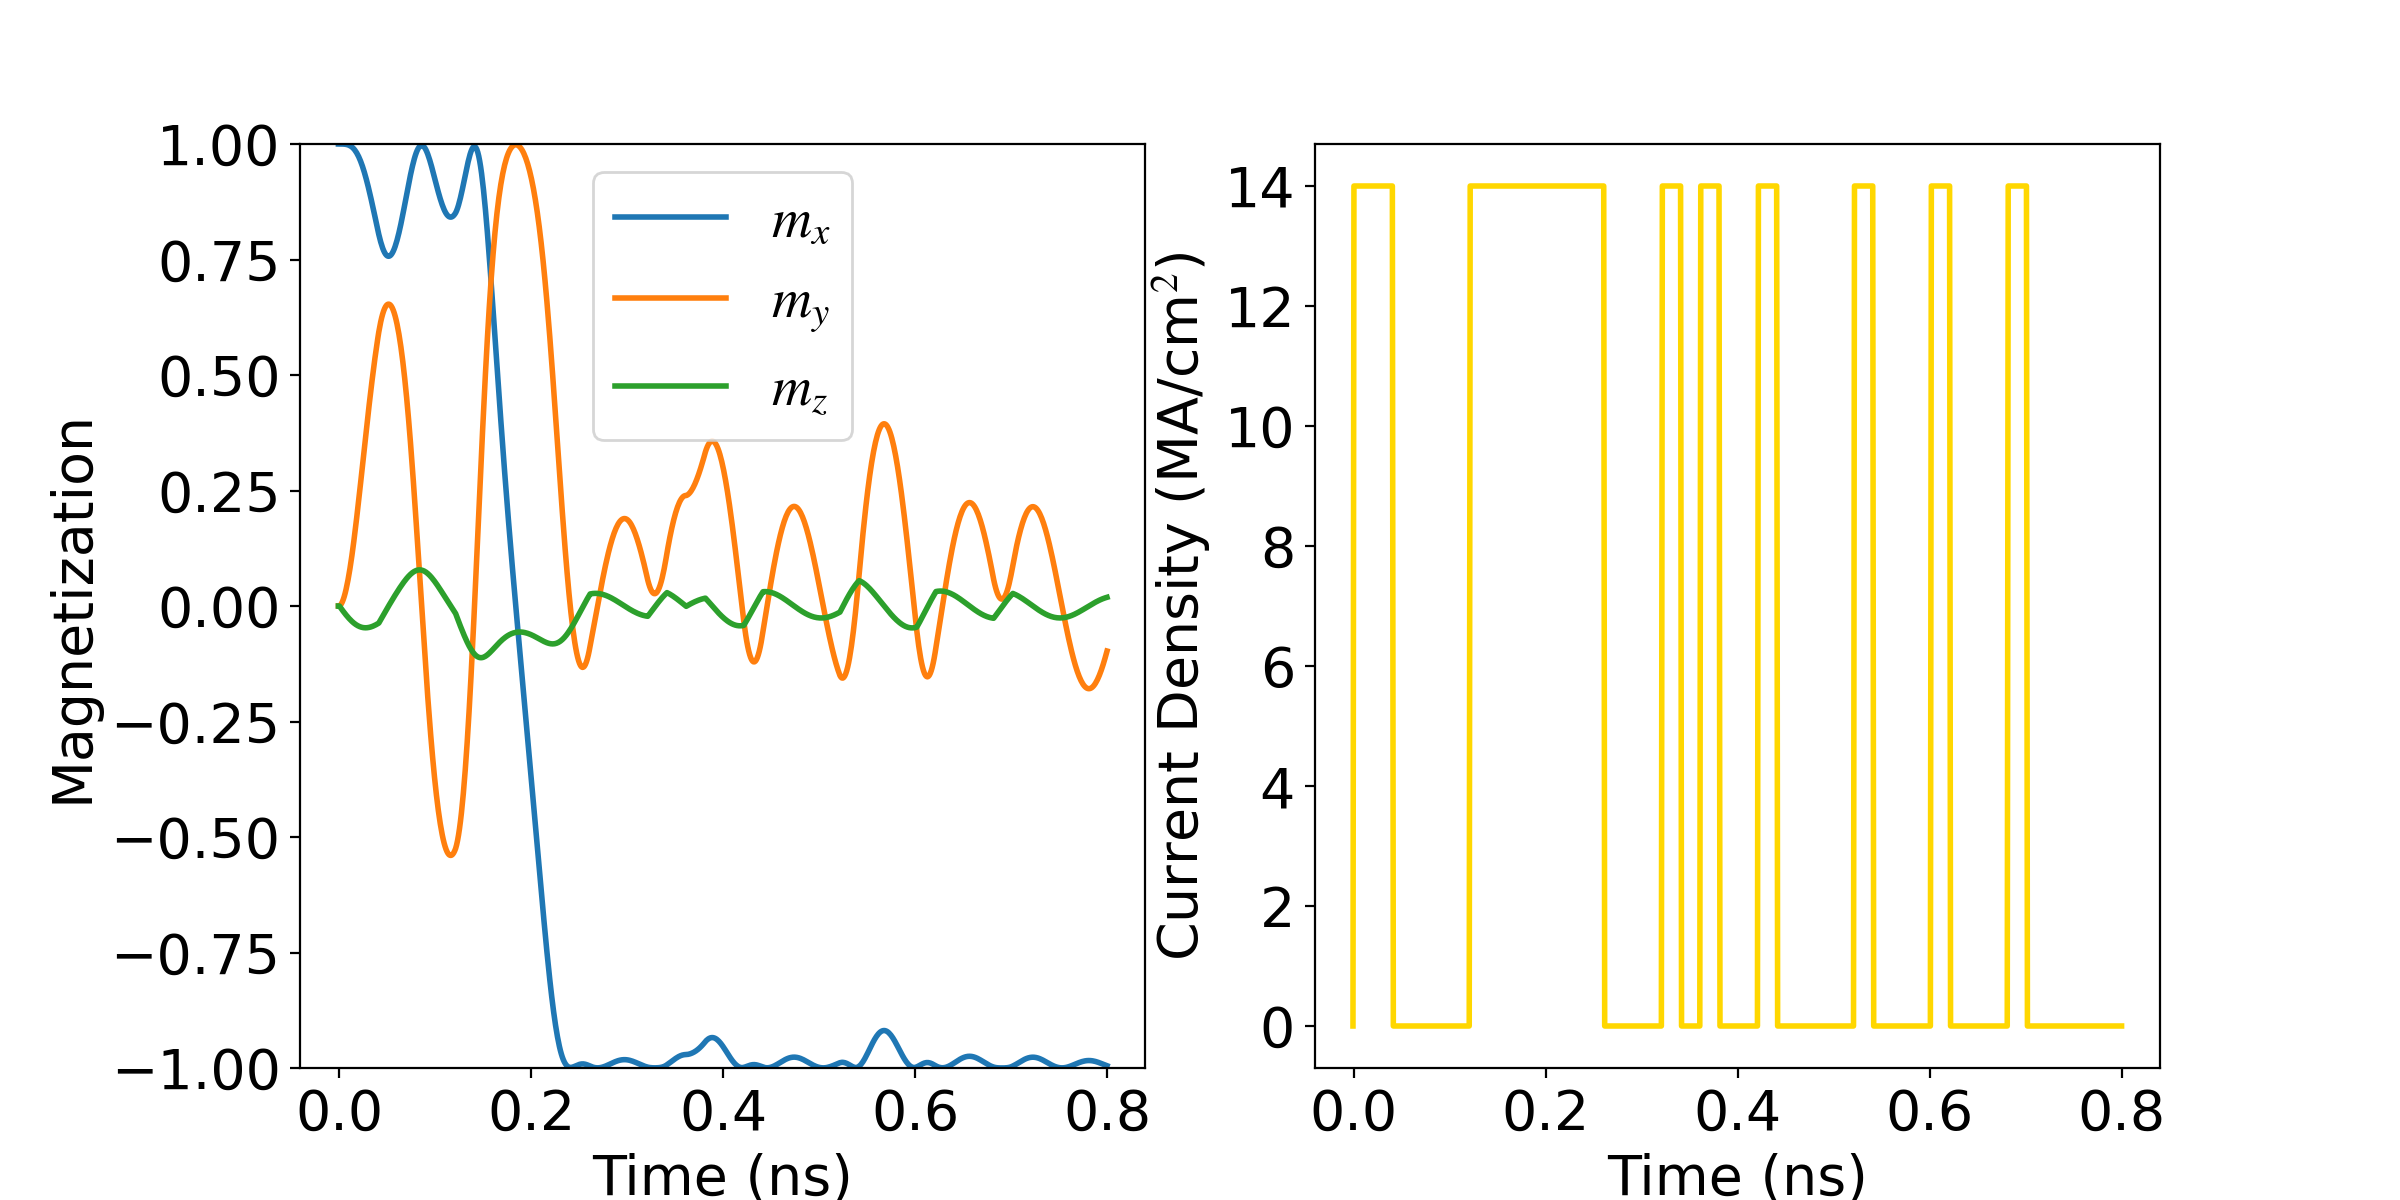 1.00
0.75
0.50
0.25
0.00
−0.25
−0.50
−0.75
−1.00
Magnetization
0.0 0.2 0.4 0.6 0.8
Time (ns)
m_x
m_y
m_z
14
12
10
8
6
4
2
0
Current Density (MA/cm²)
0.0 0.2 0.4 0.6 0.8
Time (ns)